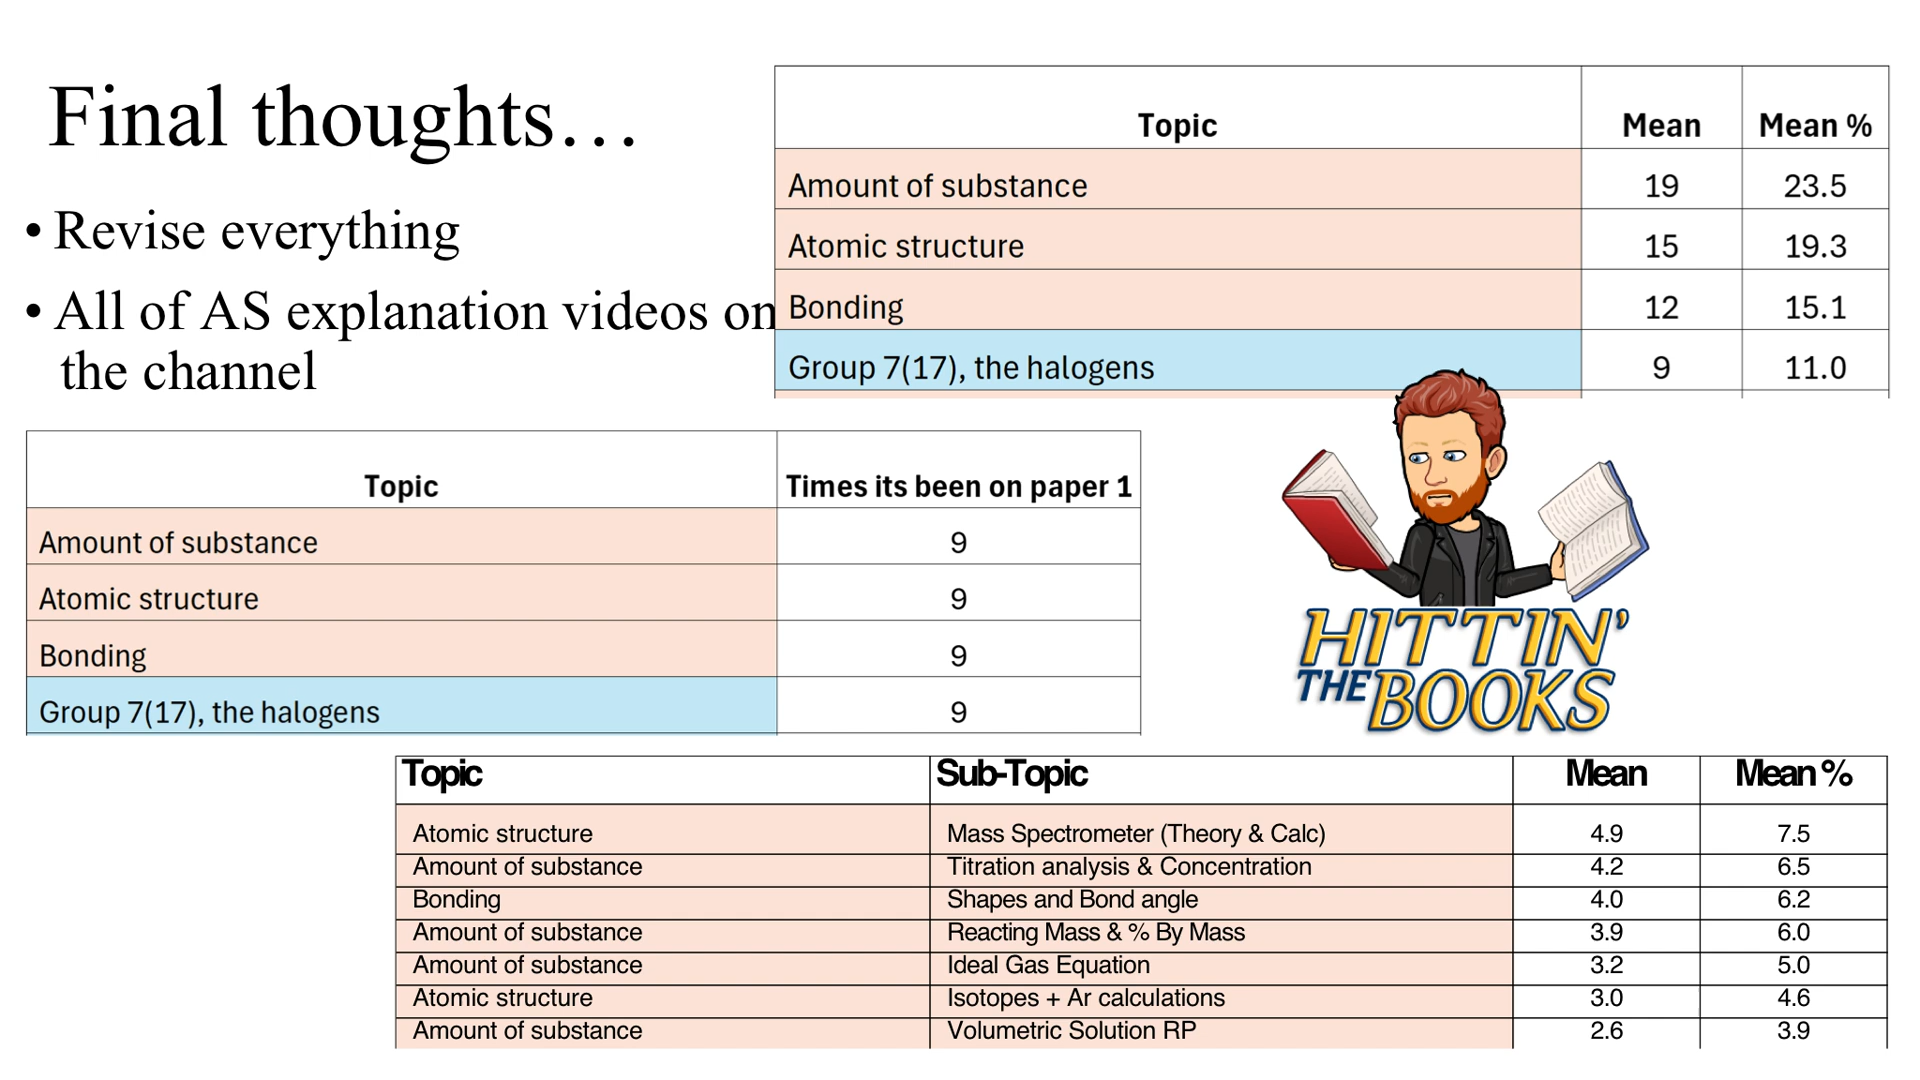 Final thoughts…
• Revise everything
• All of AS explanation videos on
the channel
Topic Mean Mean %
Amount of substance 19 23.5
Atomic structure 15 19.3
Bonding 12 15.1
Group 7(17), the halogens 9 11.0
Topic Times its been on paper 1
Amount of substance 9
Atomic structure 9
Bonding 9
Group 7(17), the halogens 9
HITTIN'
THE BOOKS
Topic Sub-Topic Mean Mean %
Atomic structure Mass Spectrometer (Theory & Calc) 4.9 7.5
Amount of substance Titration analysis & Concentration 4.2 6.5
Bonding Shapes and Bond angle 4.0 6.2
Amount of substance Reacting Mass & % By Mass 3.9 6.0
Amount of substance Ideal Gas Equation 3.2 5.0
Atomic structure Isotopes + Ar calculations 3.0 4.6
Amount of substance Volumetric Solution RP 2.6 3.9